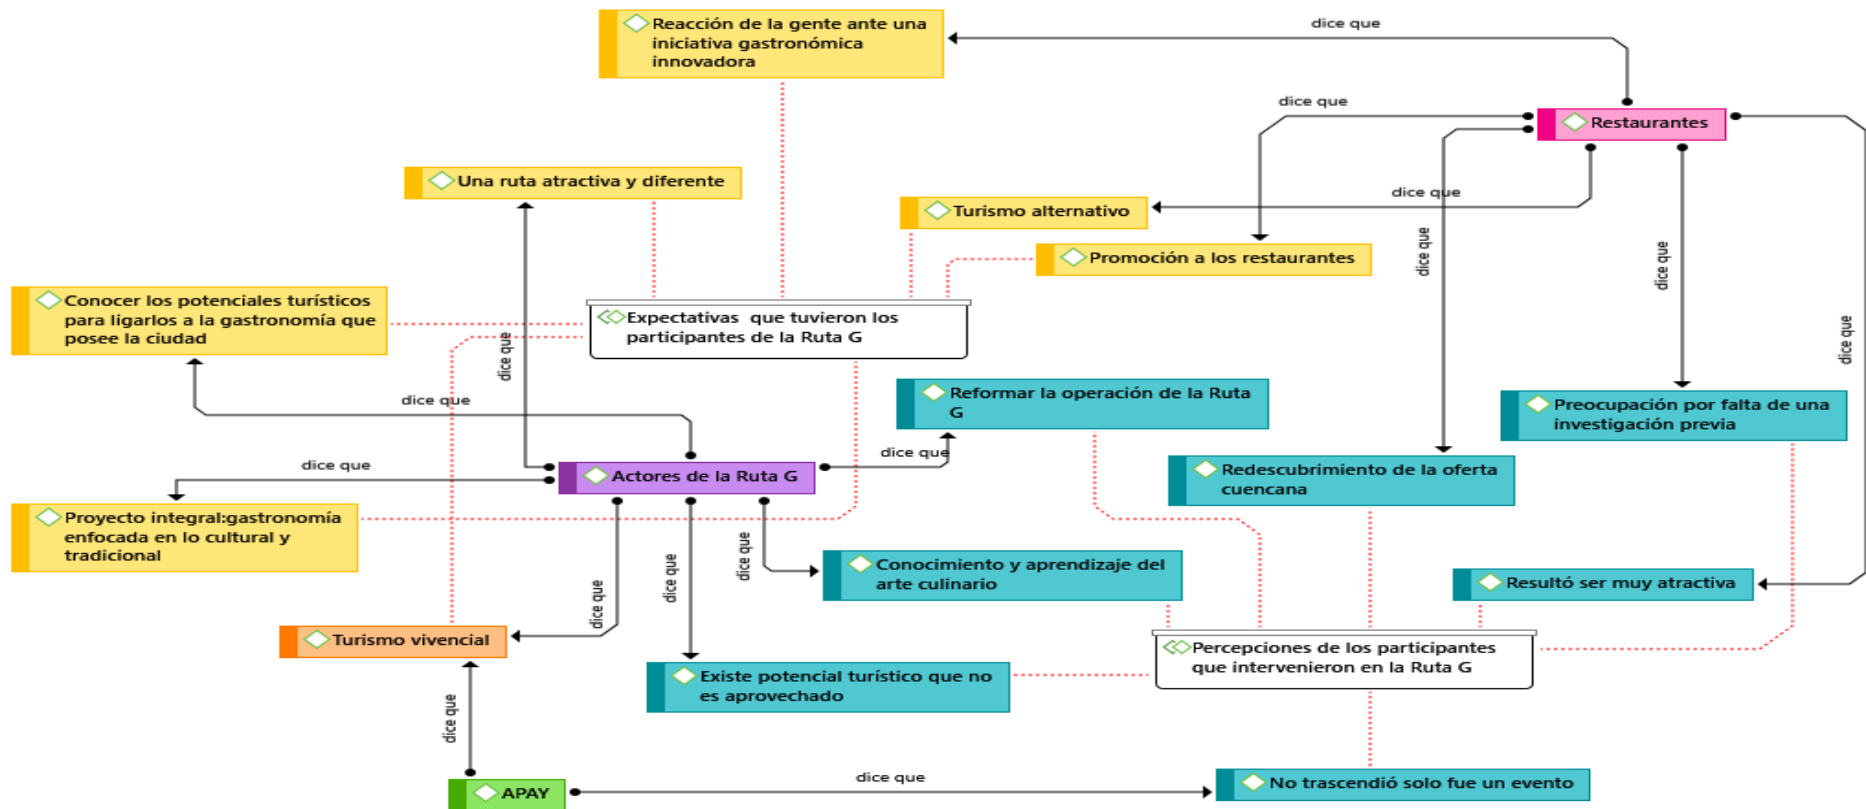 Reacción de la gente ante una
iniciativa gastronómica
innovadora
dice que
dice que
Restaurantes
Una ruta atractiva y diferente
dice que
Turismo alternativo
Promoción a los restaurantes
dice que
dice que
dice que
Conocer los potenciales turísticos
para ligarlos a la gastronomía que
posee la ciudad
Expectativas que tuvieron los
participantes de la Ruta G
dice que
dice que
Reformar la operación de la Ruta
G
Preocupación por falta de una
investigación previa
dice que
dice que
Actores de la Ruta G
Redescubrimiento de la oferta
cuencana
Proyecto integral:gastronomía
enfocada en lo cultural y
tradicional
dice que
dice que
dice que
Conocimiento y aprendizaje del
arte culinario
Resultó ser muy atractiva
Turismo vivencial
Percepciones de los participantes
que intervenieron en la Ruta G
Existe potencial turístico que no
es aprovechado
dice que
APAY
dice que
No trascendió solo fue un evento